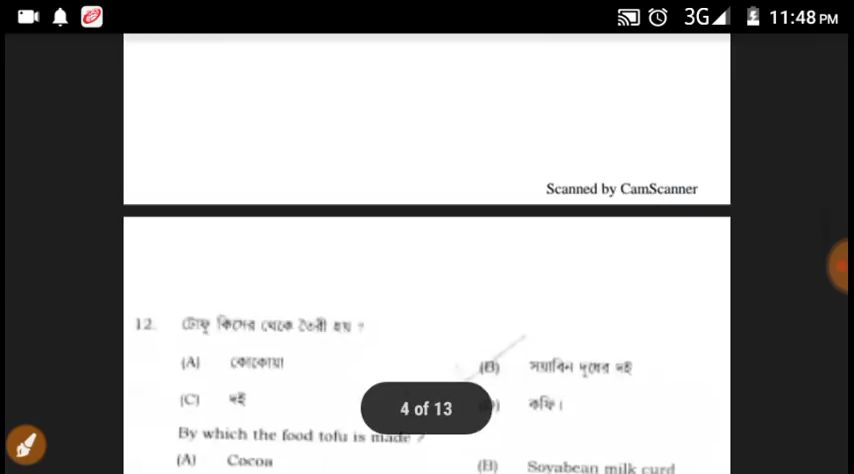 3G 11:48 PM
Scanned by CamScanner
12. টোফু কিসের থেকে তৈরী হয় ?
(A) কোকোয়া (B) সয়াবিন দুধের দই
(C) দই (D) কফি।
4 of 13
By which the food tofu is made ?
(A) Cocoa (B) Soyabean milk curd